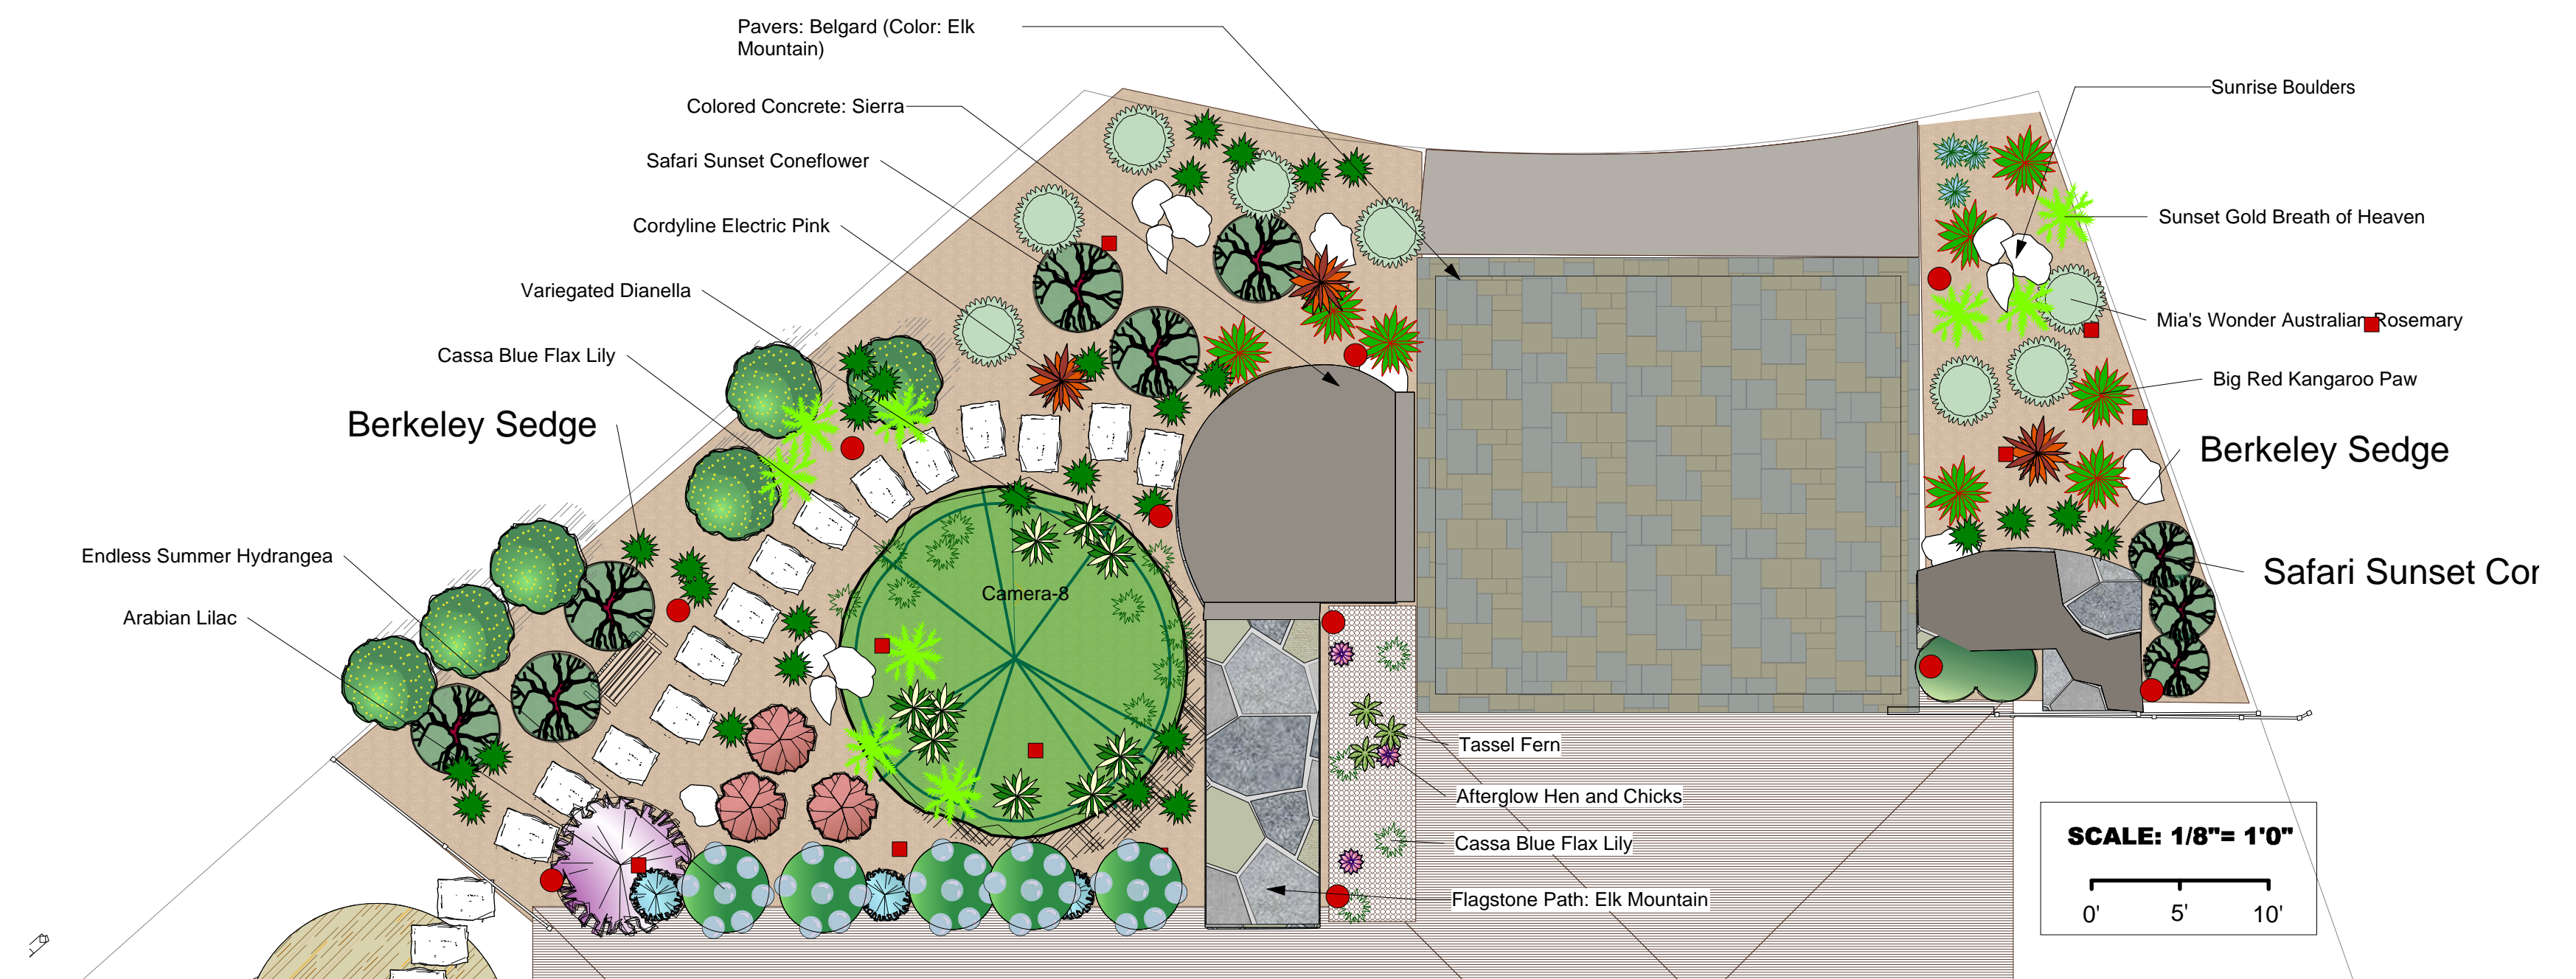 Pavers: Belgard (Color: Elk
Mountain)
Colored Concrete: Sierra
Safari Sunset Coneflower
Cordyline Electric Pink
Variegated Dianella
Cassa Blue Flax Lily
Berkeley Sedge
Endless Summer Hydrangea
Arabian Lilac
Camera-8
Sunrise Boulders
Sunset Gold Breath of Heaven
Mia's Wonder Australian Rosemary
Big Red Kangaroo Paw
Berkeley Sedge
Safari Sunset Cor
Tassel Fern
Afterglow Hen and Chicks
Cassa Blue Flax Lily
Flagstone Path: Elk Mountain
SCALE: 1/8"= 1'0"
0' 5' 10'